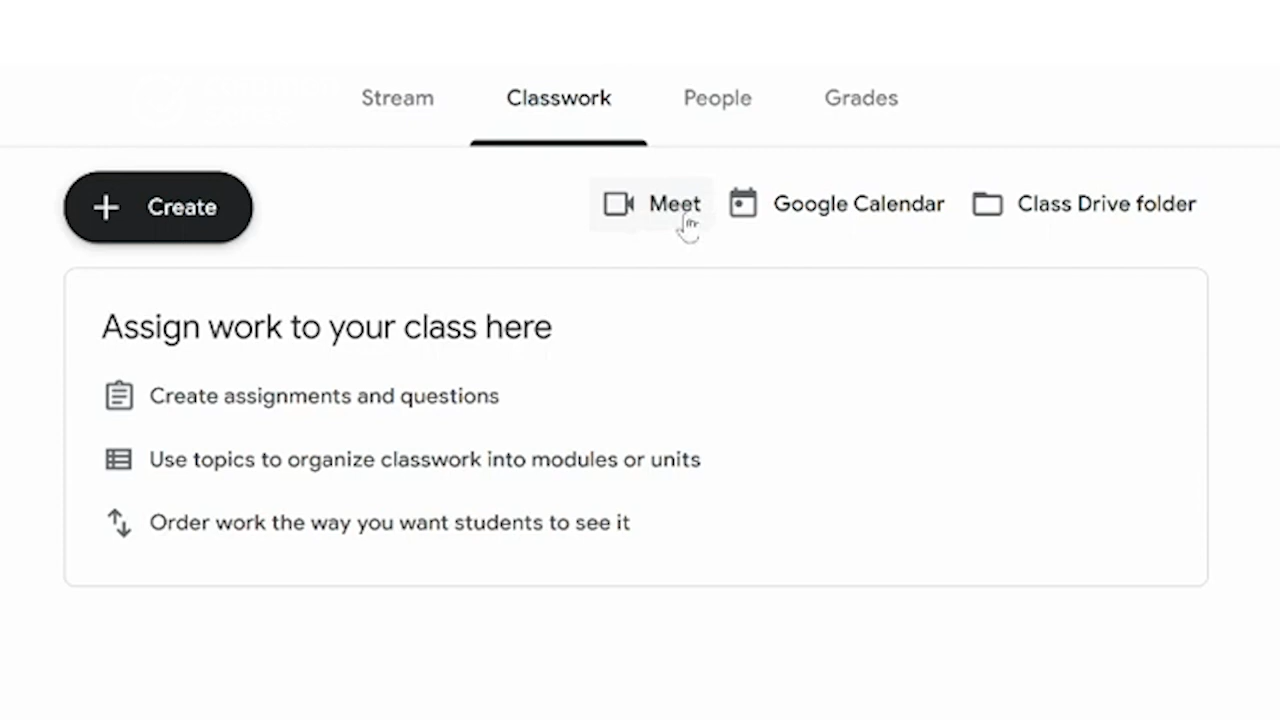 Stream Classwork People Grades
Create
Meet Google Calendar Class Drive folder
Assign work to your class here
Create assignments and questions
Use topics to organize classwork into modules or units
Order work the way you want students to see it